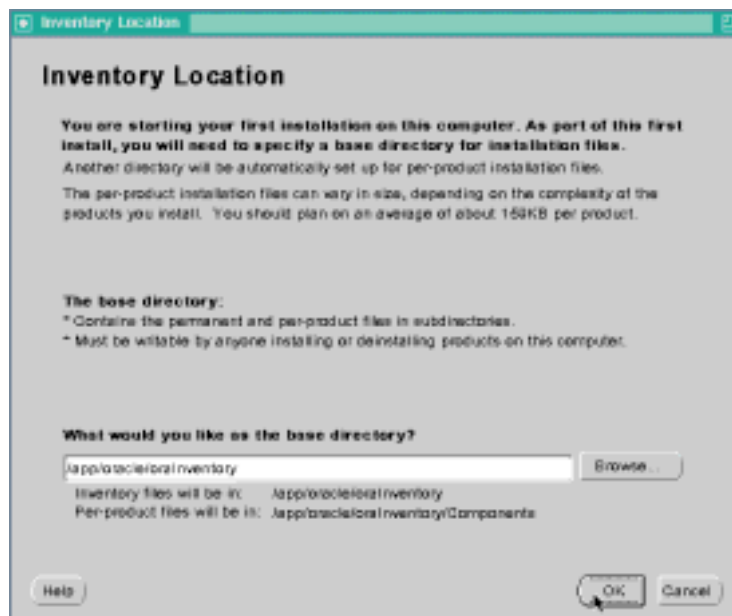 Inventory Location
Inventory Location
You are starting your first installation on this computer. As part of this first
install, you will need to specify a base directory for installation files.
Another directory will be automatically set up for per-product installation files.
The per-product installation files can vary in size, depending on the complexity of the
products you install. You should plan on an average of about 150KB per product.
The base directory:
* Contains the permanent and per-product files in subdirectories.
* Must be writable by anyone installing or deinstalling products on this computer.
What would you like as the base directory?
/app/oracle/oraInventory
Browse...
Inventory files will be in: /app/oracle/oraInventory
Per-product files will be in: /app/oracle/oraInventory/Components
Help
OK
Cancel